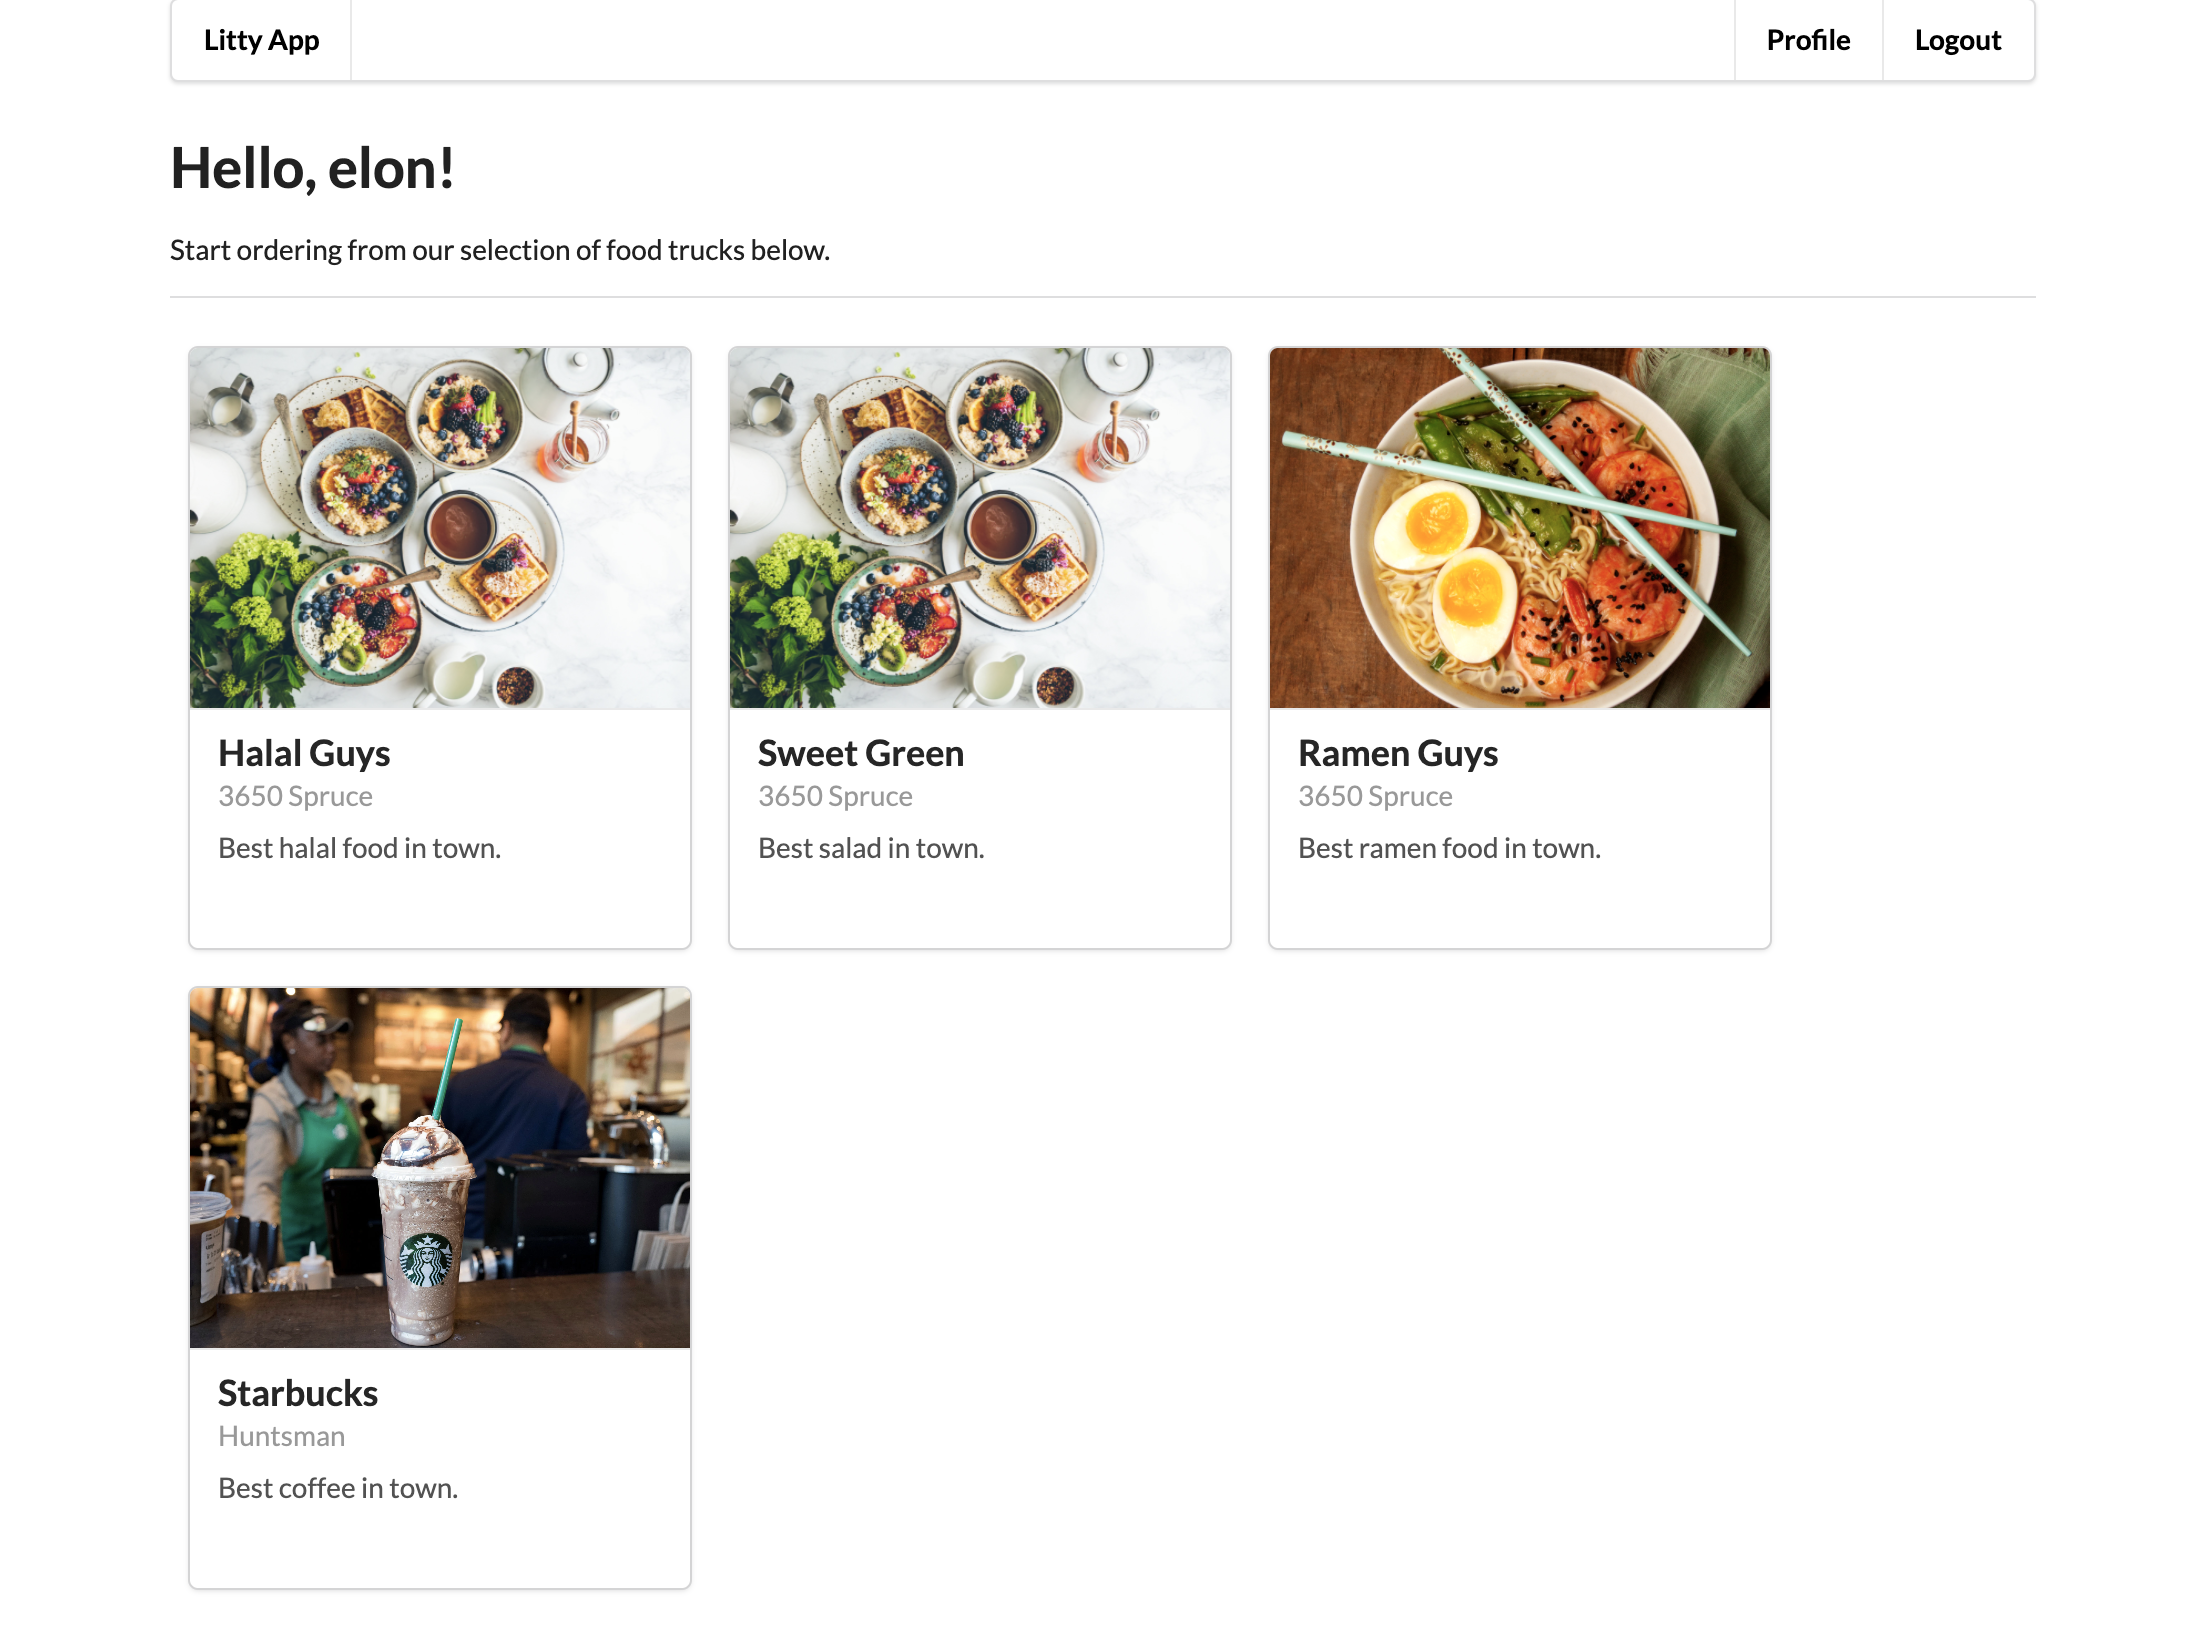 Litty App
Profile
Logout
Hello, elon!
Start ordering from our selection of food trucks below.
Halal Guys
3650 Spruce
Best halal food in town.
Sweet Green
3650 Spruce
Best salad in town.
Ramen Guys
3650 Spruce
Best ramen food in town.
Starbucks
Huntsman
Best coffee in town.